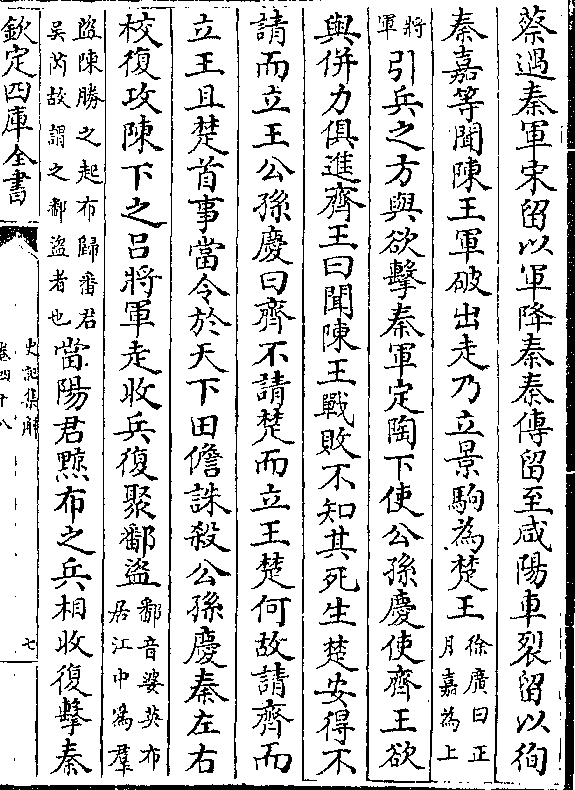 蔡遇秦軍宋留以軍降秦秦傳留至咸陽車裂留以徇
秦嘉等聞陳王軍破出走乃立景駒為楚王徐廣曰正月嘉為上
將軍引兵之方與欲擊秦軍定陶下使公孫慶使齊王欲
與併力俱進齊王曰聞陳王戰敗不知其死生楚安得不
請而立王公孫慶曰齊不請楚而立王楚何故請齊而
立王且楚首事當令於天下田儋誅殺公孫慶秦左右
校復攻陳下之呂將軍走收兵復聚鄱盜鄱音婆英布居江中為羣
盜陳勝之起布歸番君吳芮故謂之鄱盜者也當陽君黥布之兵相收復擊秦
欽定四庫全書
史記集解
卷四十八
七